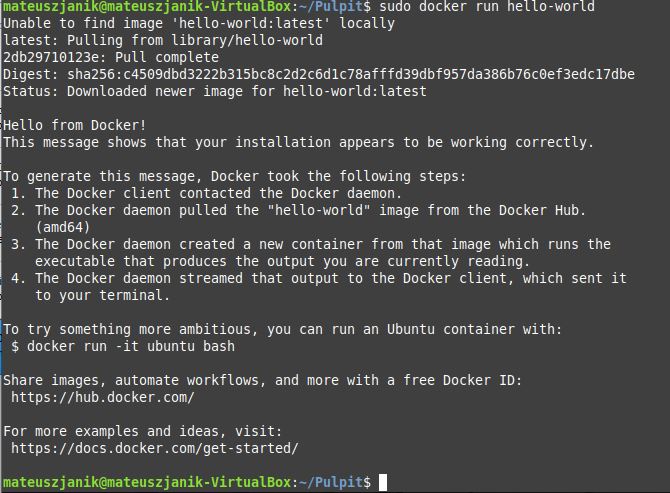 mateuszjanik@mateuszjanik-VirtualBox:~/Pulpit$ sudo docker run hello-world
Unable to find image 'hello-world:latest' locally
latest: Pulling from library/hello-world
2db29710123e: Pull complete
Digest: sha256:c4509dbd3222b315bc8c2d2c6d1c78afffd39dbf957da386b76c0ef3edc17dbe
Status: Downloaded newer image for hello-world:latest

Hello from Docker!
This message shows that your installation appears to be working correctly.

To generate this message, Docker took the following steps:
 1. The Docker client contacted the Docker daemon.
 2. The Docker daemon pulled the "hello-world" image from the Docker Hub.
    (amd64)
 3. The Docker daemon created a new container from that image which runs the
    executable that produces the output you are currently reading.
 4. The Docker daemon streamed that output to the Docker client, which sent it
    to your terminal.

To try something more ambitious, you can run an Ubuntu container with:
 $ docker run -it ubuntu bash

Share images, automate workflows, and more with a free Docker ID:
 https://hub.docker.com/

For more examples and ideas, visit:
 https://docs.docker.com/get-started/

mateuszjanik@mateuszjanik-VirtualBox:~/Pulpit$